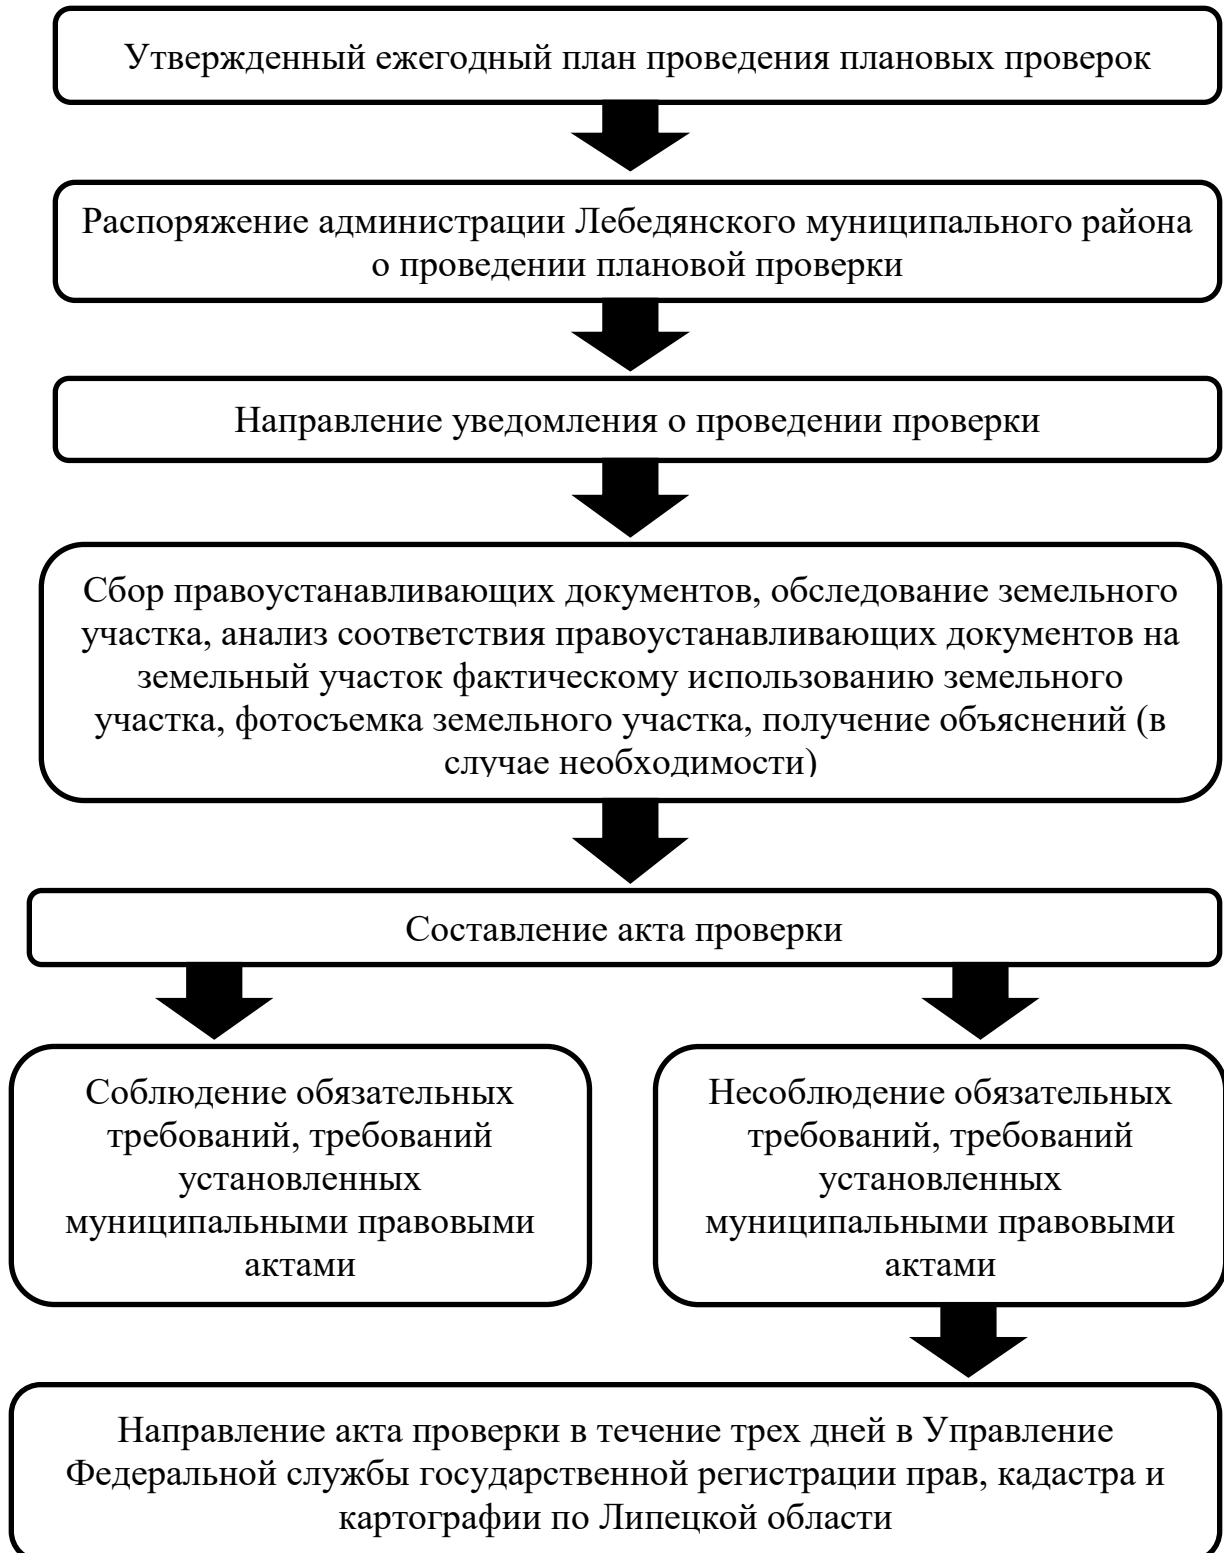 Утвержденный ежегодный план проведения плановых проверок
Распоряжение администрации Лебедянского муниципального района
о проведении плановой проверки
Направление уведомления о проведении проверки
Сбор правоустанавливающих документов, обследование земельного
участка, анализ соответствия правоустанавливающих документов на
земельный участок фактическому использованию земельного
участка, фотосъемка земельного участка, получение объяснений (в
случае необходимости)
Составление акта проверки
Соблюдение обязательных
требований, требований
установленных
муниципальными правовыми
актами
Несоблюдение обязательных
требований, требований
установленных
муниципальными правовыми
актами
Направление акта проверки в течение трех дней в Управление
Федеральной службы государственной регистрации прав, кадастра и
картографии по Липецкой области